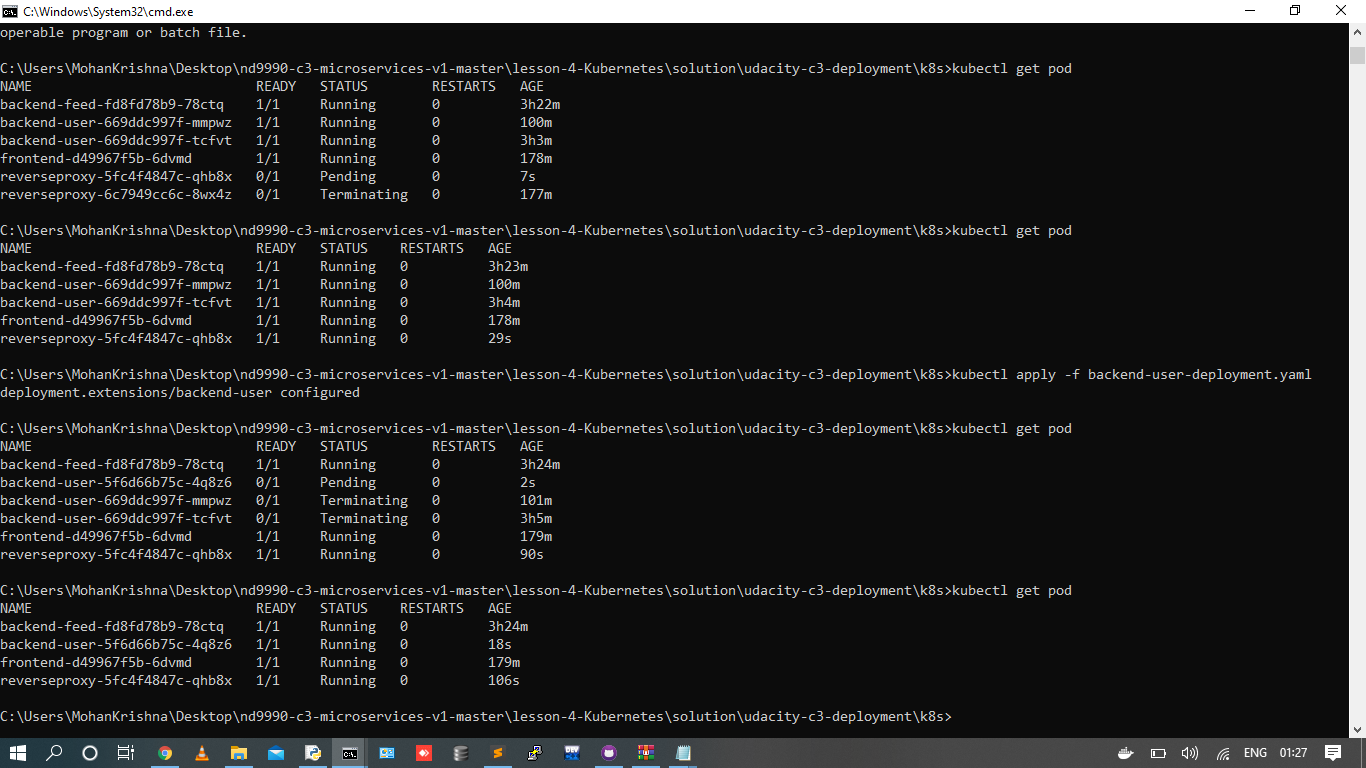 C:\Windows\System32\cmd.exe
operable program or batch file.
C:\Users\MohanKrishna\Desktop\nd9990-c3-microservices-v1-master\lesson-4-Kubernetes\solution\udacity-c3-deployment\k8s>kubectl get pod
NAME READY STATUS RESTARTS AGE
backend-feed-fd8fd78b9-78ctq 1/1 Running 0 3h22m
backend-user-669ddc997f-mmpwz 1/1 Running 0 100m
backend-user-669ddc997f-tcfvt 1/1 Running 0 3h3m
frontend-d49967f5b-6dvmd 1/1 Running 0 178m
reverseproxy-5fc4f4847c-qhb8x 0/1 Pending 0 7s
reverseproxy-6c7949cc6c-8wx4z 0/1 Terminating 0 177m
C:\Users\MohanKrishna\Desktop\nd9990-c3-microservices-v1-master\lesson-4-Kubernetes\solution\udacity-c3-deployment\k8s>kubectl get pod
NAME READY STATUS RESTARTS AGE
backend-feed-fd8fd78b9-78ctq 1/1 Running 0 3h23m
backend-user-669ddc997f-mmpwz 1/1 Running 0 100m
backend-user-669ddc997f-tcfvt 1/1 Running 0 3h4m
frontend-d49967f5b-6dvmd 1/1 Running 0 178m
reverseproxy-5fc4f4847c-qhb8x 1/1 Running 0 29s
C:\Users\MohanKrishna\Desktop\nd9990-c3-microservices-v1-master\lesson-4-Kubernetes\solution\udacity-c3-deployment\k8s>kubectl apply -f backend-user-deployment.yaml
deployment.extensions/backend-user configured
C:\Users\MohanKrishna\Desktop\nd9990-c3-microservices-v1-master\lesson-4-Kubernetes\solution\udacity-c3-deployment\k8s>kubectl get pod
NAME READY STATUS RESTARTS AGE
backend-feed-fd8fd78b9-78ctq 1/1 Running 0 3h24m
backend-user-5f6d66b75c-4q8z6 0/1 Pending 0 2s
backend-user-669ddc997f-mmpwz 0/1 Terminating 0 101m
backend-user-669ddc997f-tcfvt 0/1 Terminating 0 3h5m
frontend-d49967f5b-6dvmd 1/1 Running 0 179m
reverseproxy-5fc4f4847c-qhb8x 1/1 Running 0 90s
C:\Users\MohanKrishna\Desktop\nd9990-c3-microservices-v1-master\lesson-4-Kubernetes\solution\udacity-c3-deployment\k8s>kubectl get pod
NAME READY STATUS RESTARTS AGE
backend-feed-fd8fd78b9-78ctq 1/1 Running 0 3h24m
backend-user-5f6d66b75c-4q8z6 1/1 Running 0 18s
frontend-d49967f5b-6dvmd 1/1 Running 0 179m
reverseproxy-5fc4f4847c-qhb8x 1/1 Running 0 106s
C:\Users\MohanKrishna\Desktop\nd9990-c3-microservices-v1-master\lesson-4-Kubernetes\solution\udacity-c3-deployment\k8s>
ENG 01:27